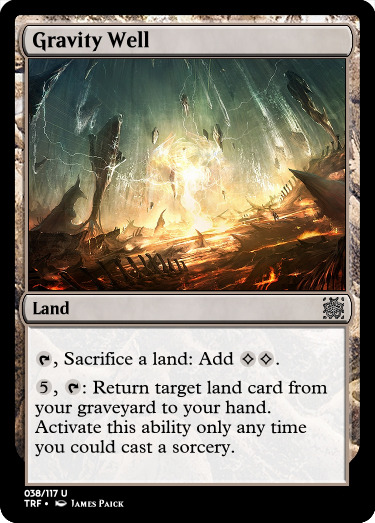 Gravity Well
Land
, Sacrifice a land: Add .
5, : Return target land card from
your graveyard to your hand.
Activate this ability only any time
you could cast a sorcery.
038/117 U
TRF • James Paick